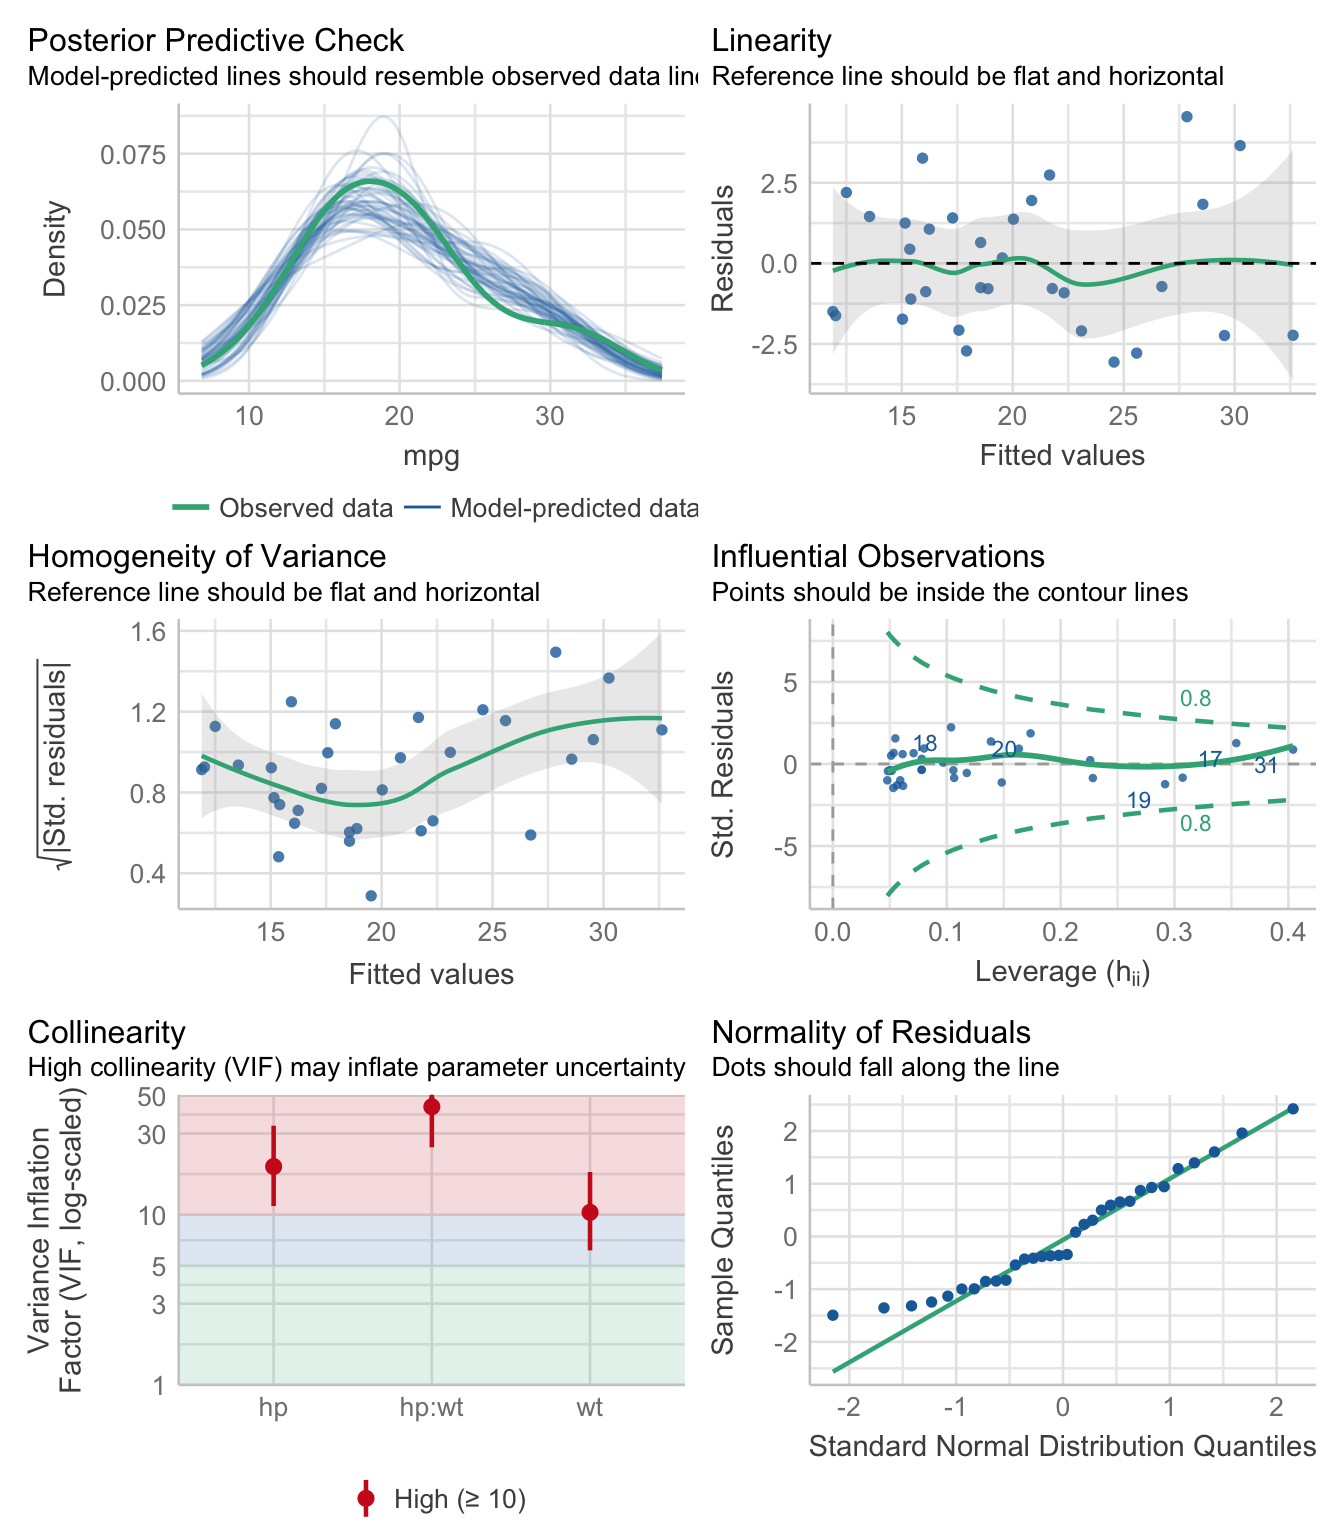 Posterior Predictive Check
Model-predicted lines should resemble observed data lin
Density
0.075
0.050
0.025
0.000
10
20
30
mpg
Observed data
Model-predicted data
Linearity
Reference line should be flat and horizontal
Residuals
2.5
0.0
-2.5
15
20
25
30
Fitted values
Homogeneity of Variance
Reference line should be flat and horizontal
√|Std. residuals|
1.6
1.2
0.8
0.4
15
20
25
30
Fitted values
Influential Observations
Points should be inside the contour lines
Std. Residuals
5
0
-5
0.8
18
20
17
31
19
0.8
0.0
0.1
0.2
0.3
0.4
Leverage (hii)
Collinearity
High collinearity (VIF) may inflate parameter uncertainty
Variance Inflation
Factor (VIF, log-scaled)
50
30
10
5
3
1
hp
hp:wt
wt
High (≥ 10)
Normality of Residuals
Dots should fall along the line
Sample Quantiles
2
1
0
-1
-2
-2
-1
0
1
2
Standard Normal Distribution Quantiles